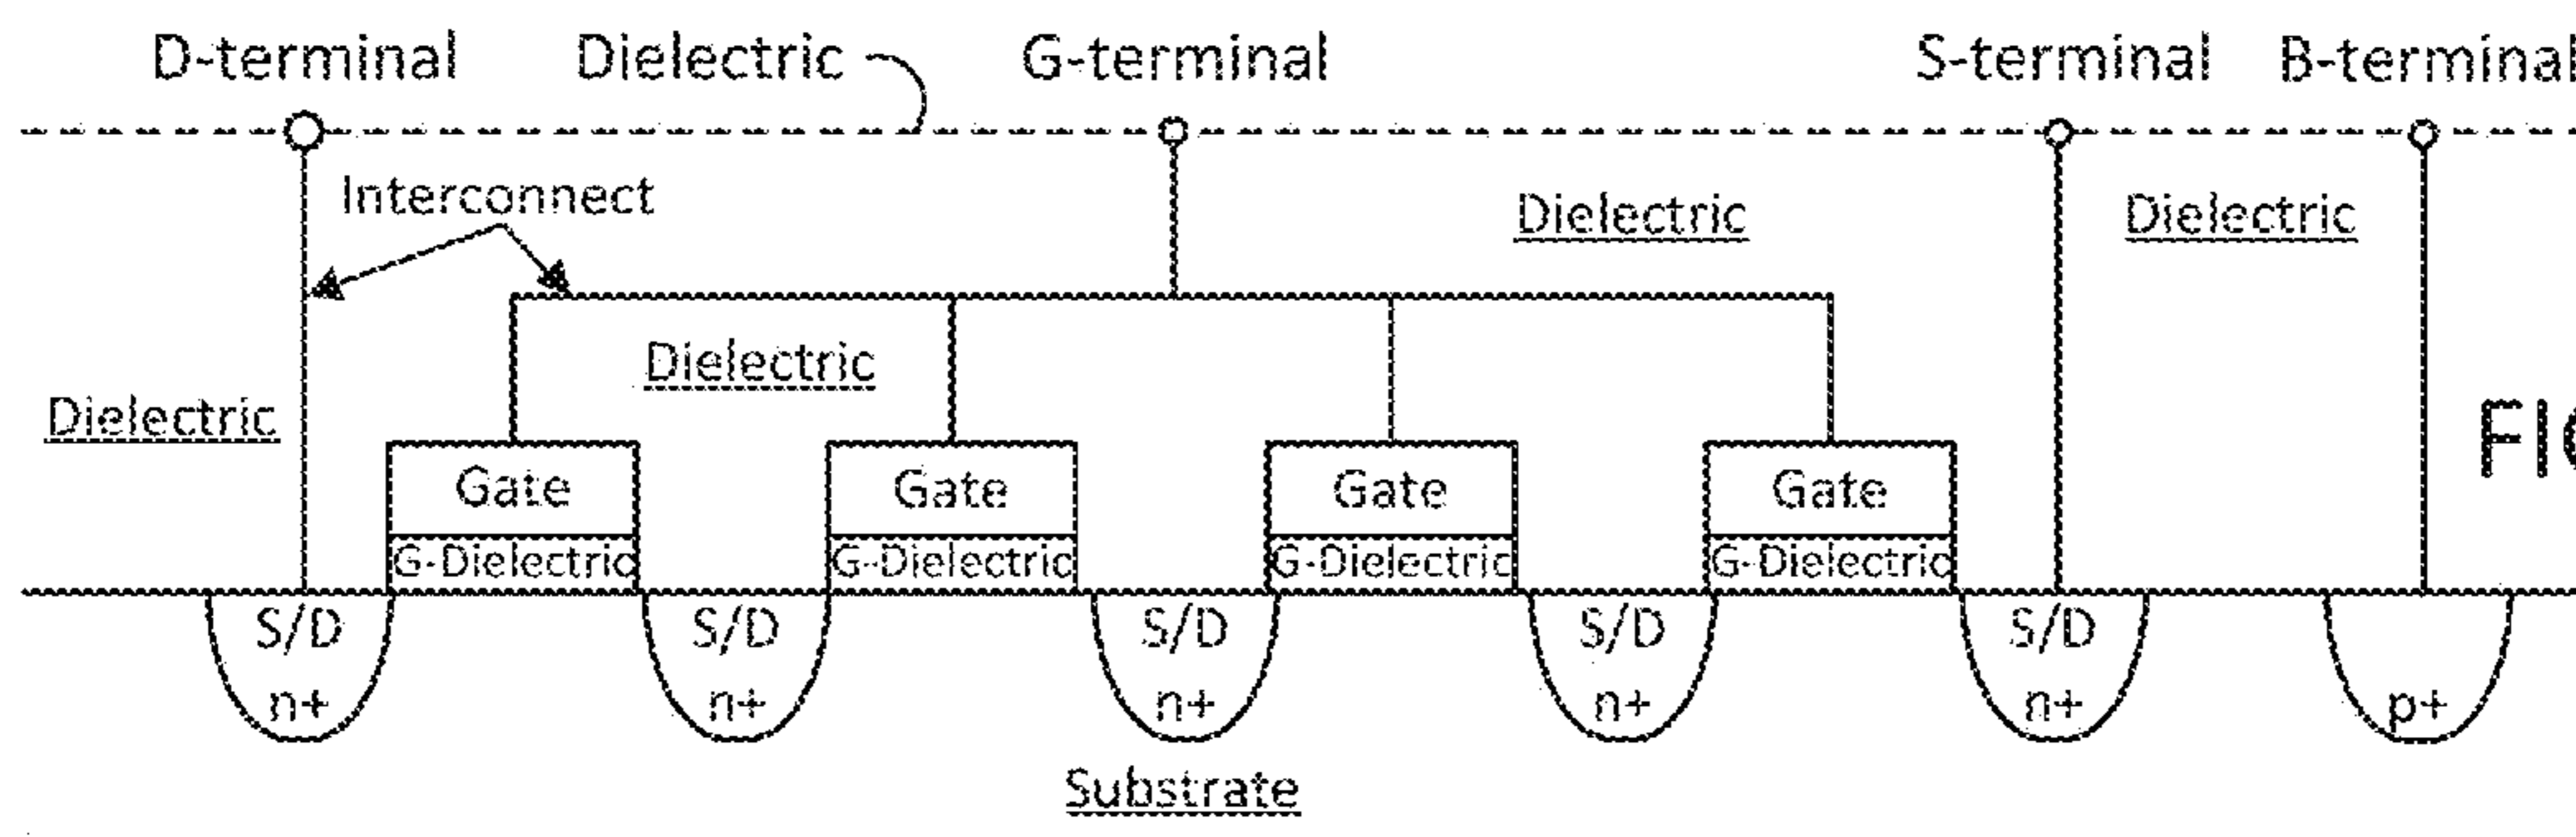 D-terminal Dielectric G-terminal S-terminal B-terminal
Interconnect Dielectric Dielectric
Dielectric
Dielectric
Gate Gate Gate Gate
G-Dielectric G-Dielectric G-Dielectric G-Dielectric
S/D S/D S/D S/D S/D
n+ n+ n+ n+ n+ p+
Substrate